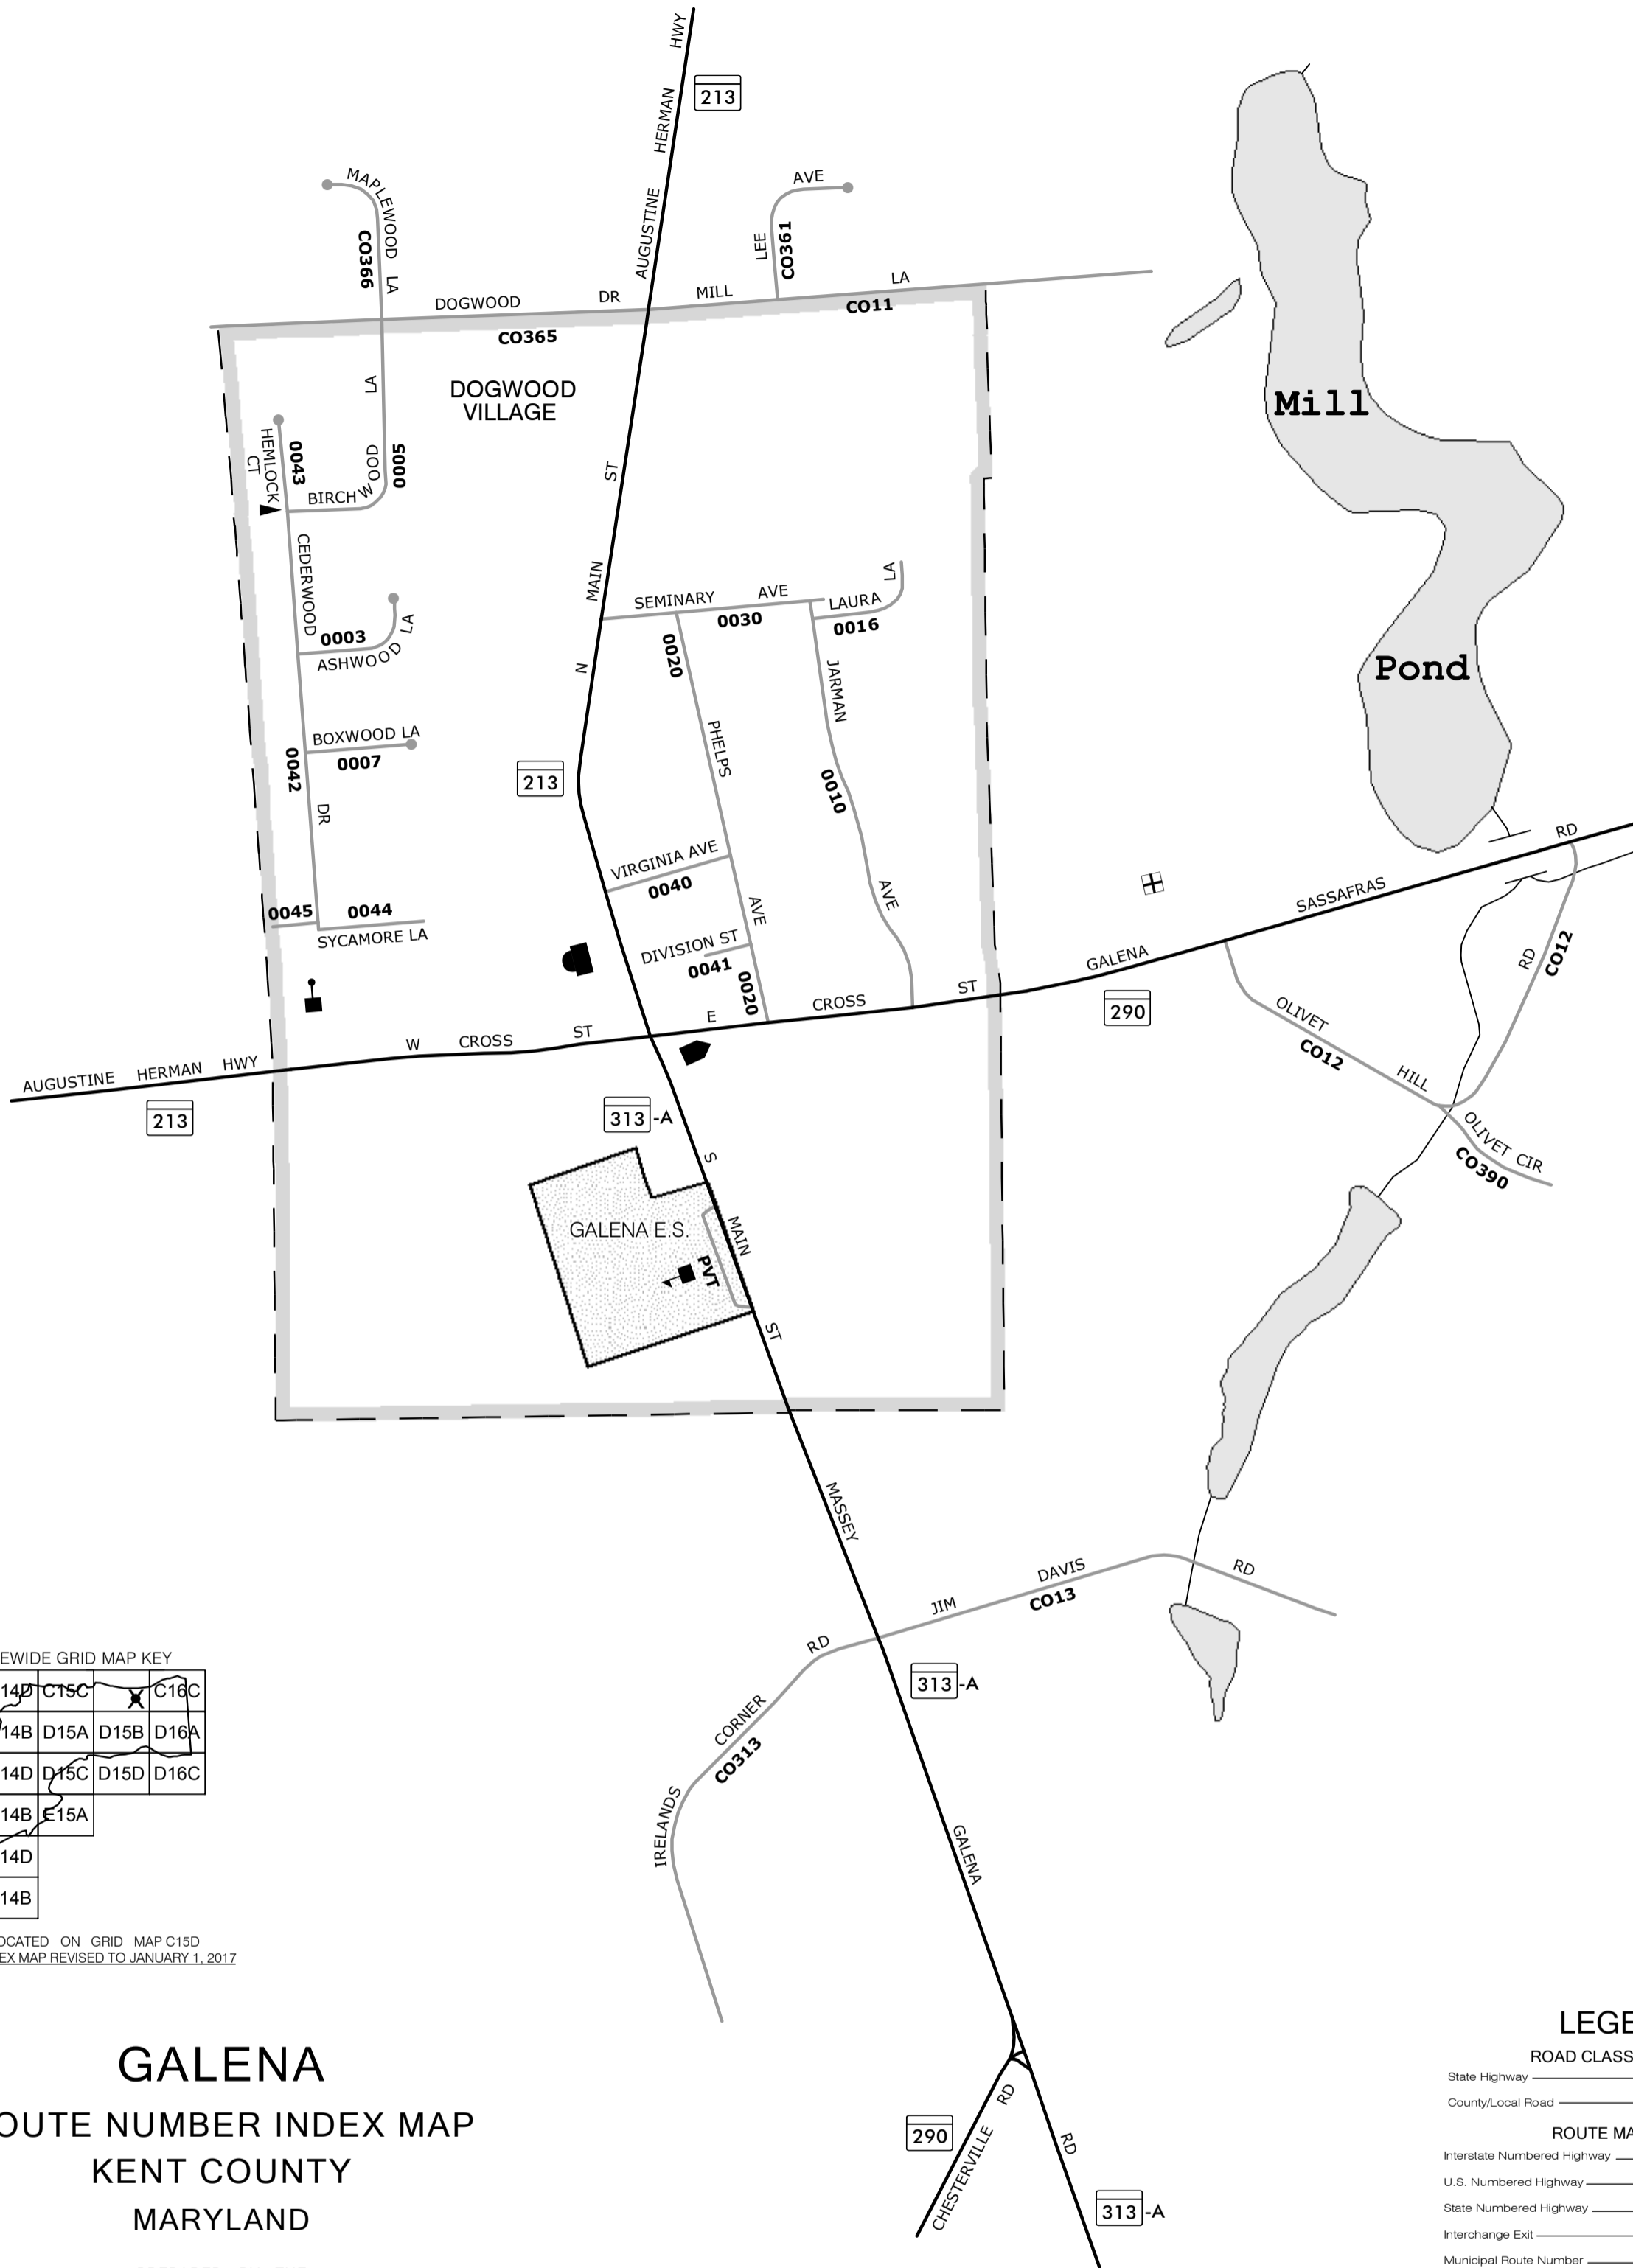 AUGUSTINE HERMAN HWY
213
MAPLEWOOD LA
CO366
LEE AVE
CO361
DOGWOOD DR
CO365
MILL LA
CO11
DOGWOOD
VILLAGE
HEMLOCK
CT
0043
BIRCHWOOD LA
0005
CEDERWOOD DR
0042
0003
ASHWOOD LA
BOXWOOD LA
0007
0045
0044
SYCAMORE LA
N MAIN ST
213
SEMINARY AVE
0030
LAURA LA
0016
0020
PHELPS AVE
JARMAN AVE
0010
VIRGINIA AVE
0040
DIVISION ST
0041
0020
Mill
Pond
GALENA SASSAFRAS RD
290
W CROSS ST
E CROSS ST
AUGUSTINE HERMAN HWY
213
OLIVET HILL RD
CO12
CO12
OLIVET CIR
CO390
313 -A
S MAIN ST
GALENA E.S.
PVT
MASSEY GALENA RD
JIM DAVIS RD
CO13
313 -A
IRELANDS CORNER RD
CO313
CHESTERVILLE RD
290
313 -A
EWIDE GRID MAP KEY
14D C15C C16C
14B D15A D15B D16A
14D D15C D15D D16C
14B E15A
14D
14B
OCATED ON GRID MAP C15D
EX MAP REVISED TO JANUARY 1, 2017
GALENA
OUTE NUMBER INDEX MAP
KENT COUNTY
MARYLAND
LEGE
ROAD CLASS
State Highway
County/Local Road
ROUTE MA
Interstate Numbered Highway
U.S. Numbered Highway
State Numbered Highway
Interchange Exit
Municipal Route Number